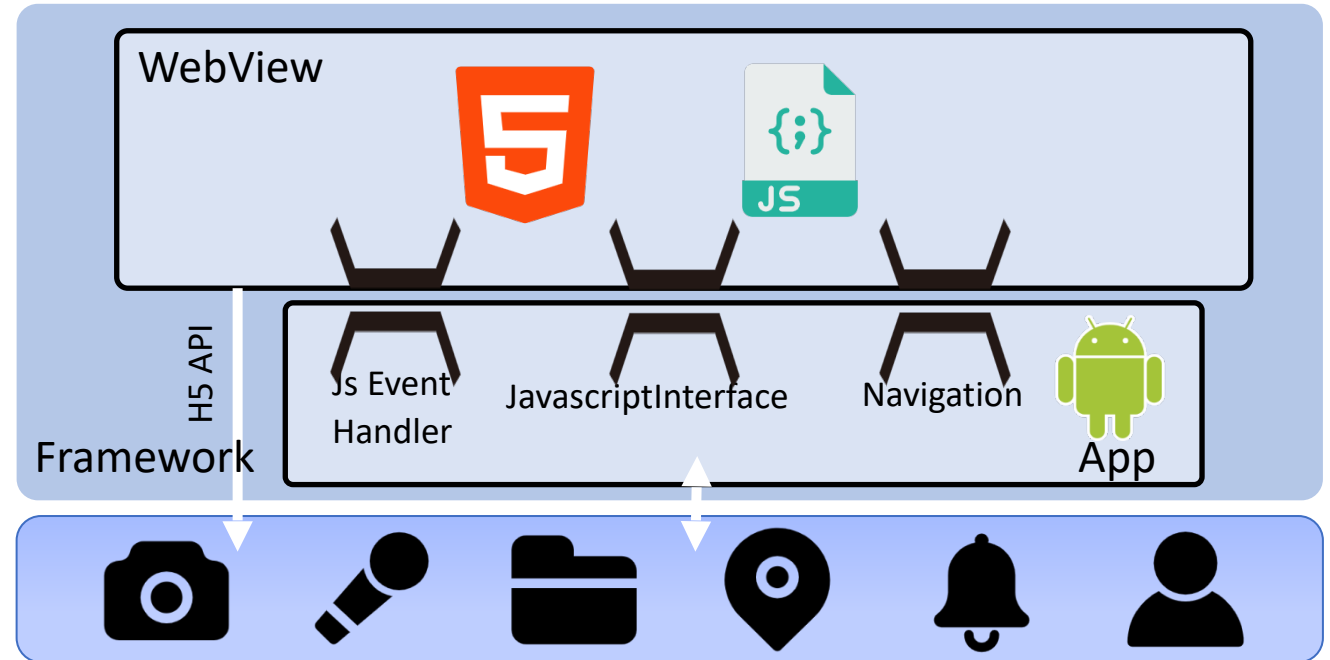 WebView
{;}
JS
H5 API
Js Event
Handler
JavascriptInterface
Navigation
Framework
App